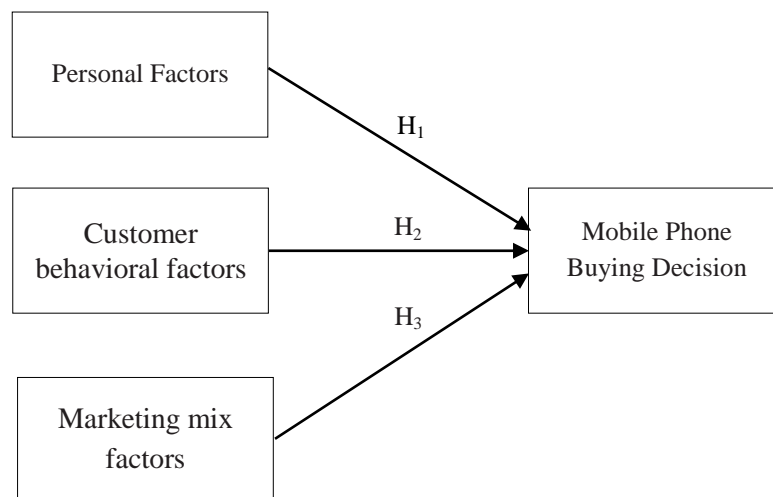 Personal Factors
H₁
Customer
behavioral factors
H₂
Mobile Phone
Buying Decision
H₃
Marketing mix
factors